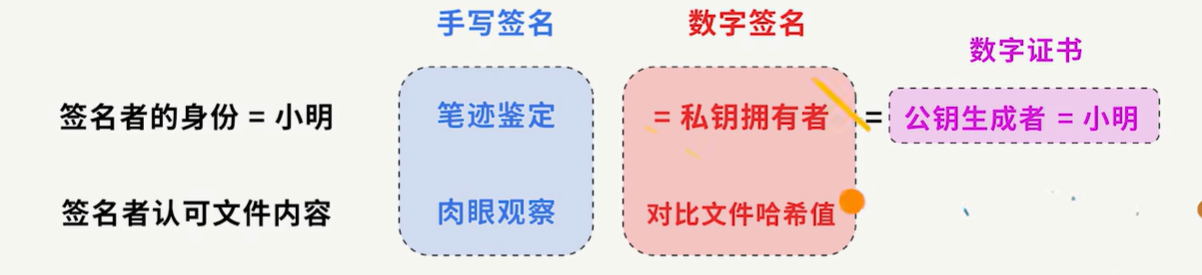 手写签名 数字签名
数字证书
签名者的身份 = 小明 笔迹鉴定 = 私钥拥有者 = 公钥生成者 = 小明
签名者认可文件内容 肉眼观察 对比文件哈希值